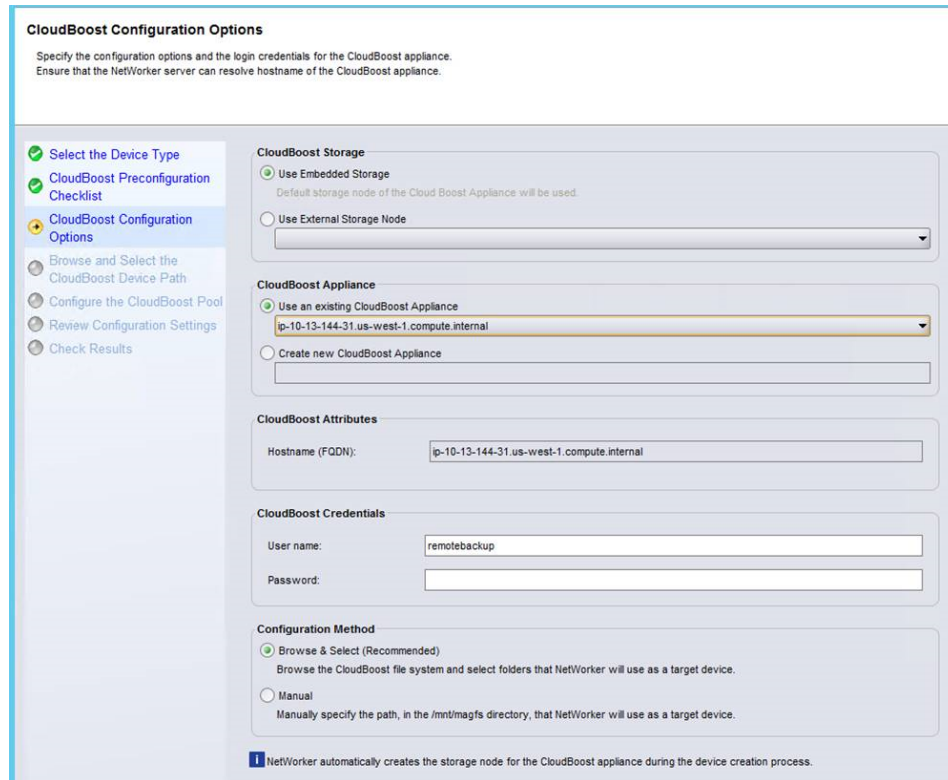 CloudBoost Configuration Options
Specify the configuration options and the login credentials for the CloudBoost appliance.
Ensure that the NetWorker server can resolve hostname of the CloudBoost appliance.
Select the Device Type
CloudBoost Preconfiguration
Checklist
CloudBoost Configuration
Options
Browse and Select the
CloudBoost Device Path
Configure the CloudBoost Pool
Review Configuration Settings
Check Results
CloudBoost Storage
Use Embedded Storage
Default storage node of the Cloud Boost Appliance will be used.
Use External Storage Node
CloudBoost Appliance
Use an existing CloudBoost Appliance
ip-10-13-144-31.us-west-1.compute.internal
Create new CloudBoost Appliance
CloudBoost Attributes
Hostname (FQDN): ip-10-13-144-31.us-west-1.compute.internal
CloudBoost Credentials
User name: remotebackup
Password:
Configuration Method
Browse & Select (Recommended)
Browse the CloudBoost file system and select folders that NetWorker will use as a target device.
Manual
Manually specify the path, in the /mnt/magfs directory, that NetWorker will use as a target device.
NetWorker automatically creates the storage node for the CloudBoost appliance during the device creation process.